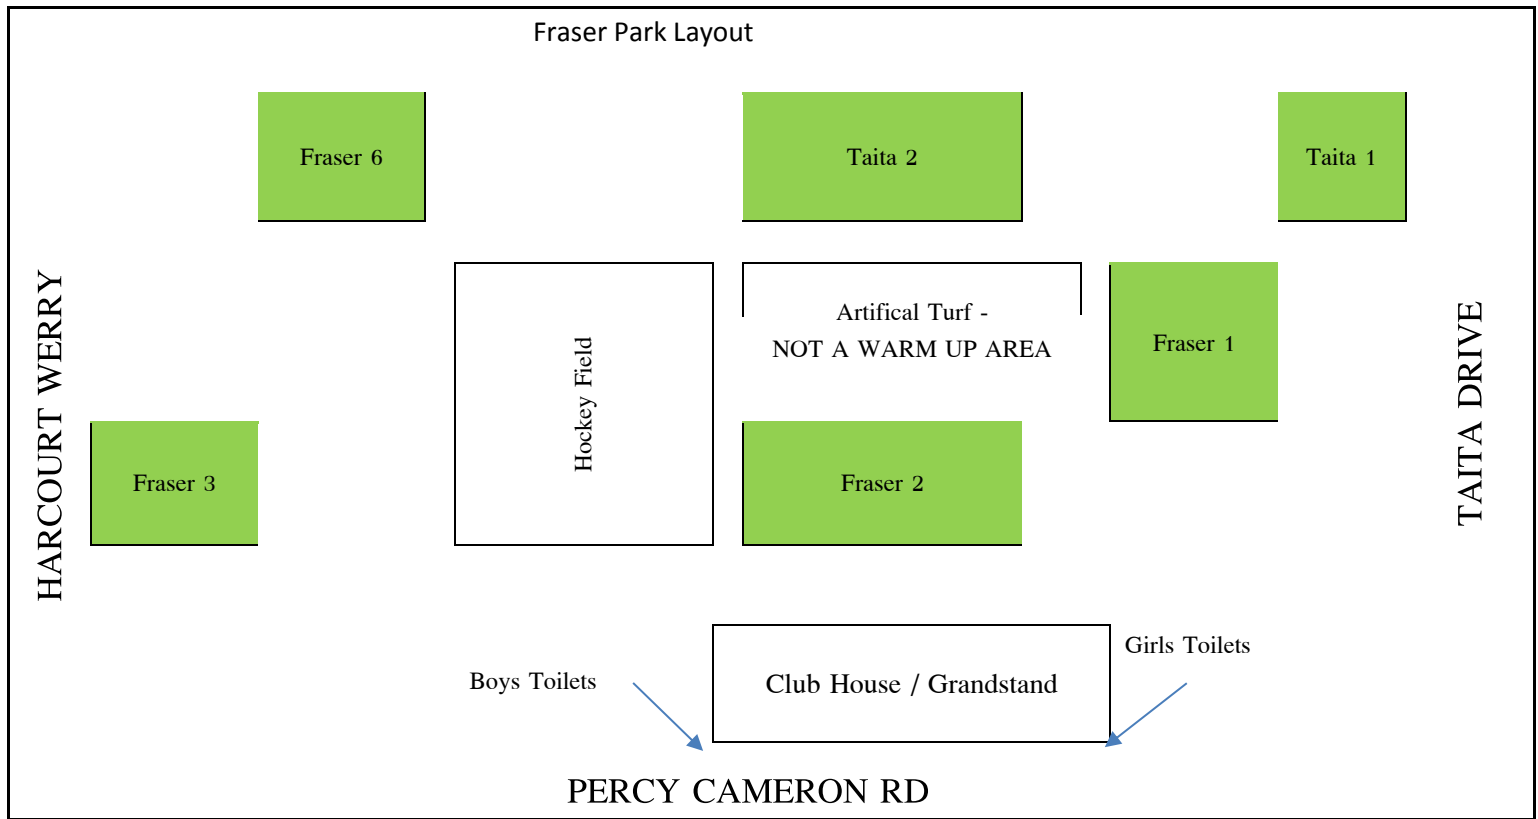 Fraser Park Layout
Fraser 6
Taita 2
Taita 1
HARCOURT WERRY
Hockey Field
Artifical Turf -
NOT A WARM UP AREA
Fraser 1
TAITA DRIVE
Fraser 3
Fraser 2
Girls Toilets
Boys Toilets
Club House / Grandstand
PERCY CAMERON RD